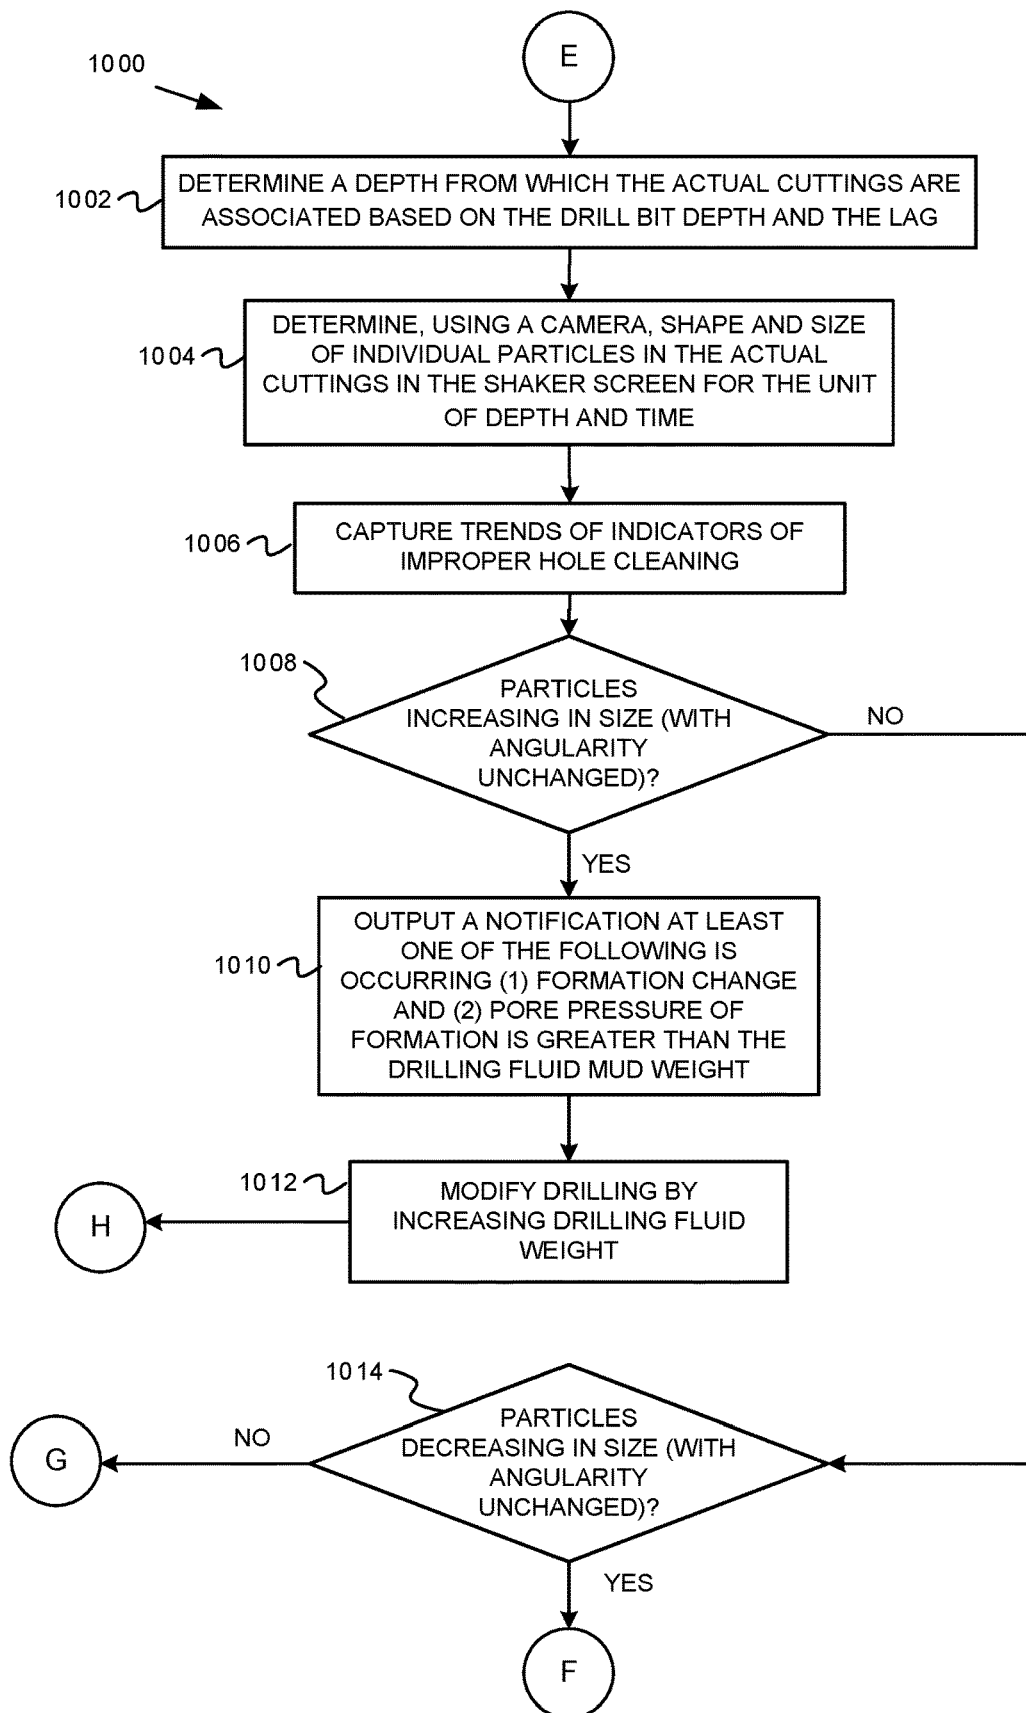 E
1000
1002
DETERMINE A DEPTH FROM WHICH THE ACTUAL CUTTINGS ARE
ASSOCIATED BASED ON THE DRILL BIT DEPTH AND THE LAG
1004
DETERMINE, USING A CAMERA, SHAPE AND SIZE
OF INDIVIDUAL PARTICLES IN THE ACTUAL
CUTTINGS IN THE SHAKER SCREEN FOR THE UNIT
OF DEPTH AND TIME
1006
CAPTURE TRENDS OF INDICATORS OF
IMPROPER HOLE CLEANING
1008
PARTICLES
INCREASING IN SIZE (WITH
ANGULARITY
UNCHANGED)?
NO
YES
1010
OUTPUT A NOTIFICATION AT LEAST
ONE OF THE FOLLOWING IS
OCCURRING (1) FORMATION CHANGE
AND (2) PORE PRESSURE OF
FORMATION IS GREATER THAN THE
DRILLING FLUID MUD WEIGHT
1012
MODIFY DRILLING BY
INCREASING DRILLING FLUID
WEIGHT
H
1014
PARTICLES
DECREASING IN SIZE (WITH
ANGULARITY
UNCHANGED)?
NO
G
YES
F